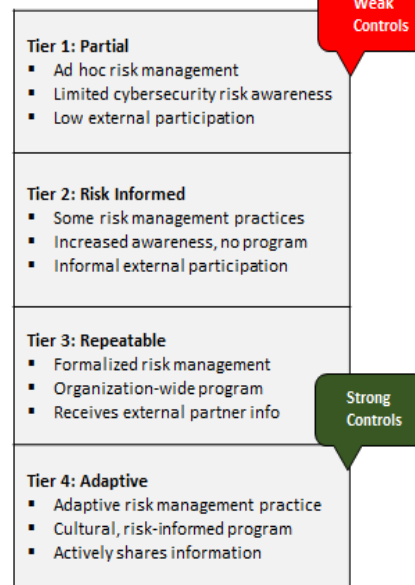 Weak
Controls
Tier 1: Partial
▪ Ad hoc risk management
▪ Limited cybersecurity risk awareness
▪ Low external participation
Tier 2: Risk Informed
▪ Some risk management practices
▪ Increased awareness, no program
▪ Informal external participation
Tier 3: Repeatable
▪ Formalized risk management
▪ Organization-wide program
▪ Receives external partner info
Strong
Controls
Tier 4: Adaptive
▪ Adaptive risk management practice
▪ Cultural, risk-informed program
▪ Actively shares information